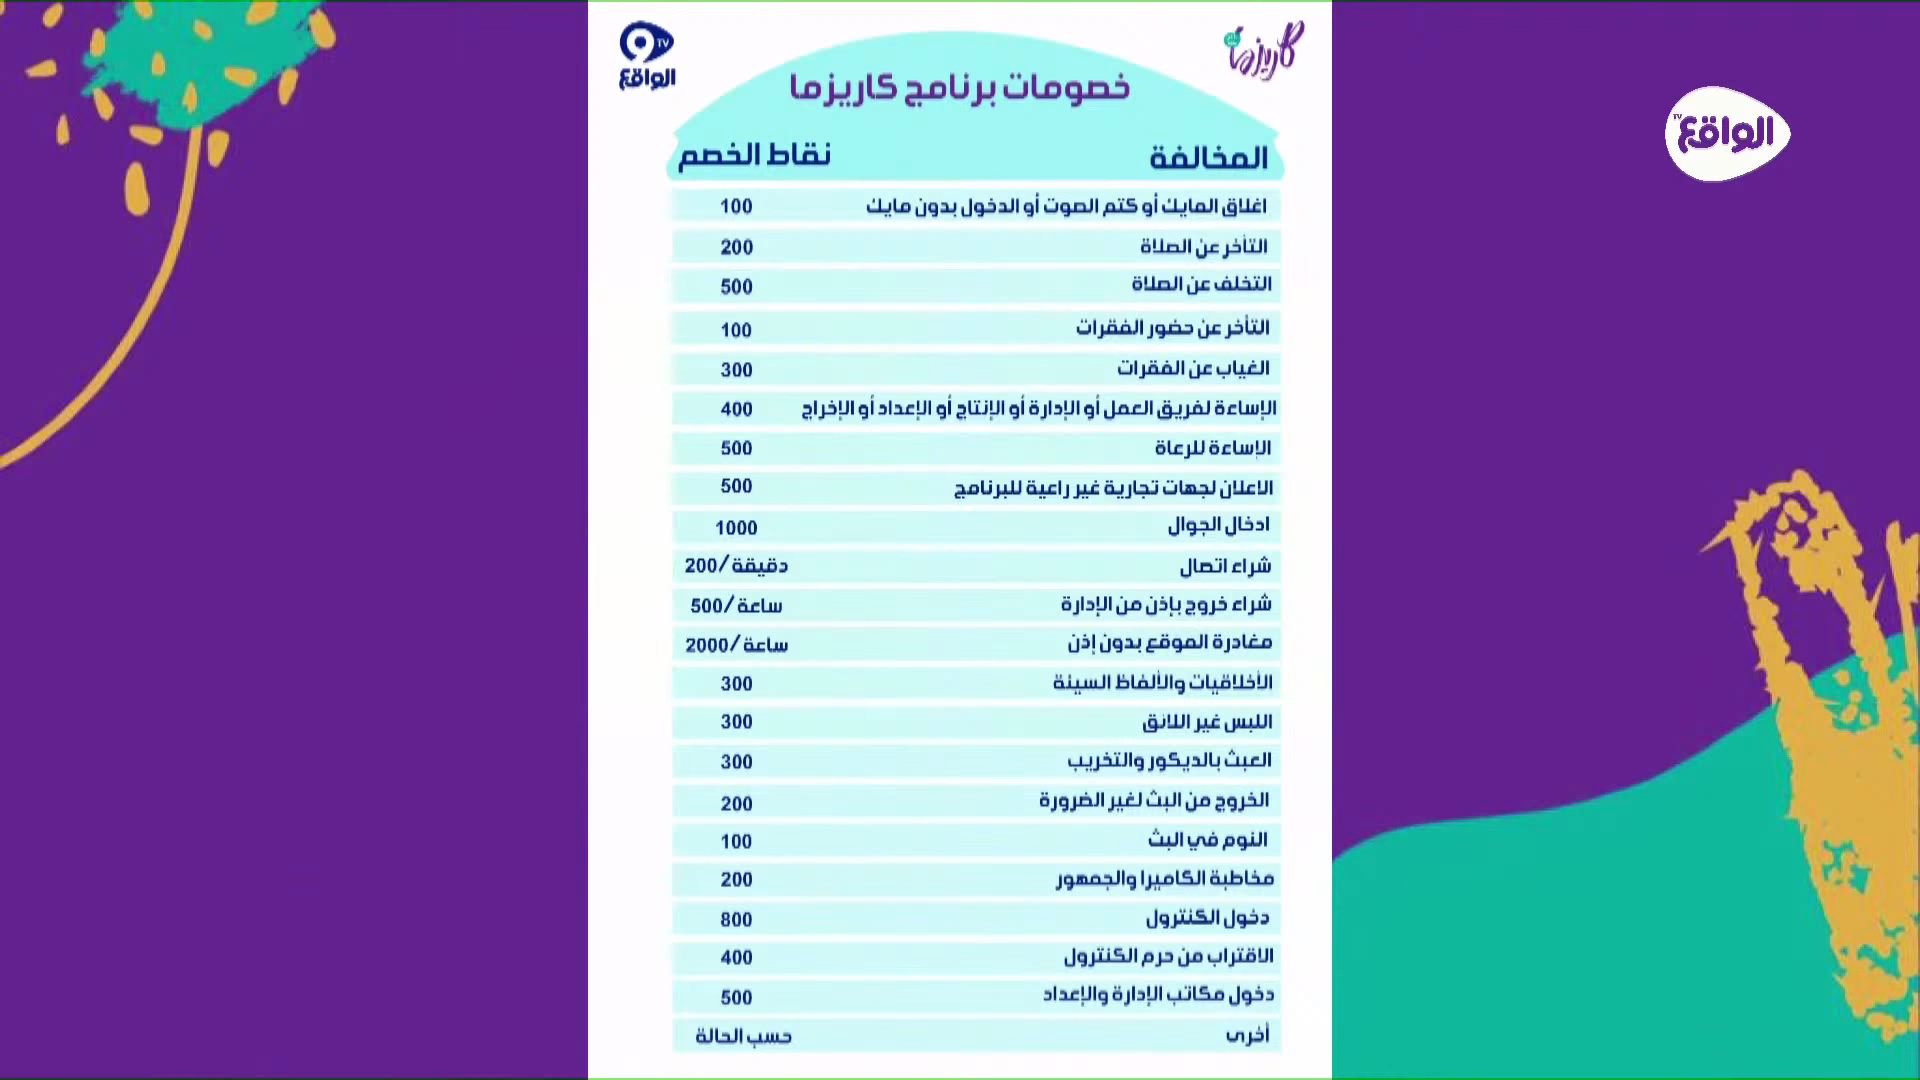 TV
الواقع
كاريزما
خصومات برنامج كاريزما
المخالفة نقاط الخصم
اغلاق المايك أو كتم الصوت أو الدخول بدون مايك 100
التأخر عن الصلاة 200
التخلف عن الصلاة 500
التأخر عن حضور الفقرات 100
الغياب عن الفقرات 300
الإساءة لفريق العمل أو الإدارة أو الإنتاج أو الإعداد أو الإخراج 400
الإساءة للرعاة 500
الاعلان لجهات تجارية غير راعية للبرنامج 500
ادخال الجوال 1000
شراء اتصال دقيقة/200
شراء خروج بإذن من الإدارة ساعة/500
مغادرة الموقع بدون إذن ساعة/2000
الأخلاقيات والألفاظ السيئة 300
اللبس غير اللائق 300
العبث بالديكور والتخريب 300
الخروج من البث لغير الضرورة 200
النوم في البث 100
مخاطبة الكاميرا والجمهور 200
دخول الكنترول 800
الاقتراب من حرم الكنترول 400
دخول مكاتب الإدارة والإعداد 500
أخرى حسب الحالة
الواقع TV